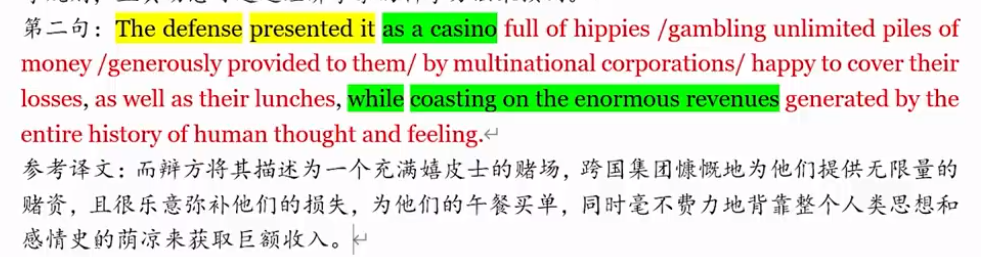 第二句：The defense presented it as a casino full of hippies /gambling unlimited piles of
money /generously provided to them/ by multinational corporations/ happy to cover their
losses, as well as their lunches, while coasting on the enormous revenues generated by the
entire history of human thought and feeling.↵
参考译文：而辩方将其描述为一个充满嬉皮士的赌场，跨国集团慷慨地为他们提供无限量的
赌资，且很乐意弥补他们的损失，为他们的午餐买单，同时毫不费力地背靠整个人类思想和
感情史的荫凉来获取巨额收入。↵